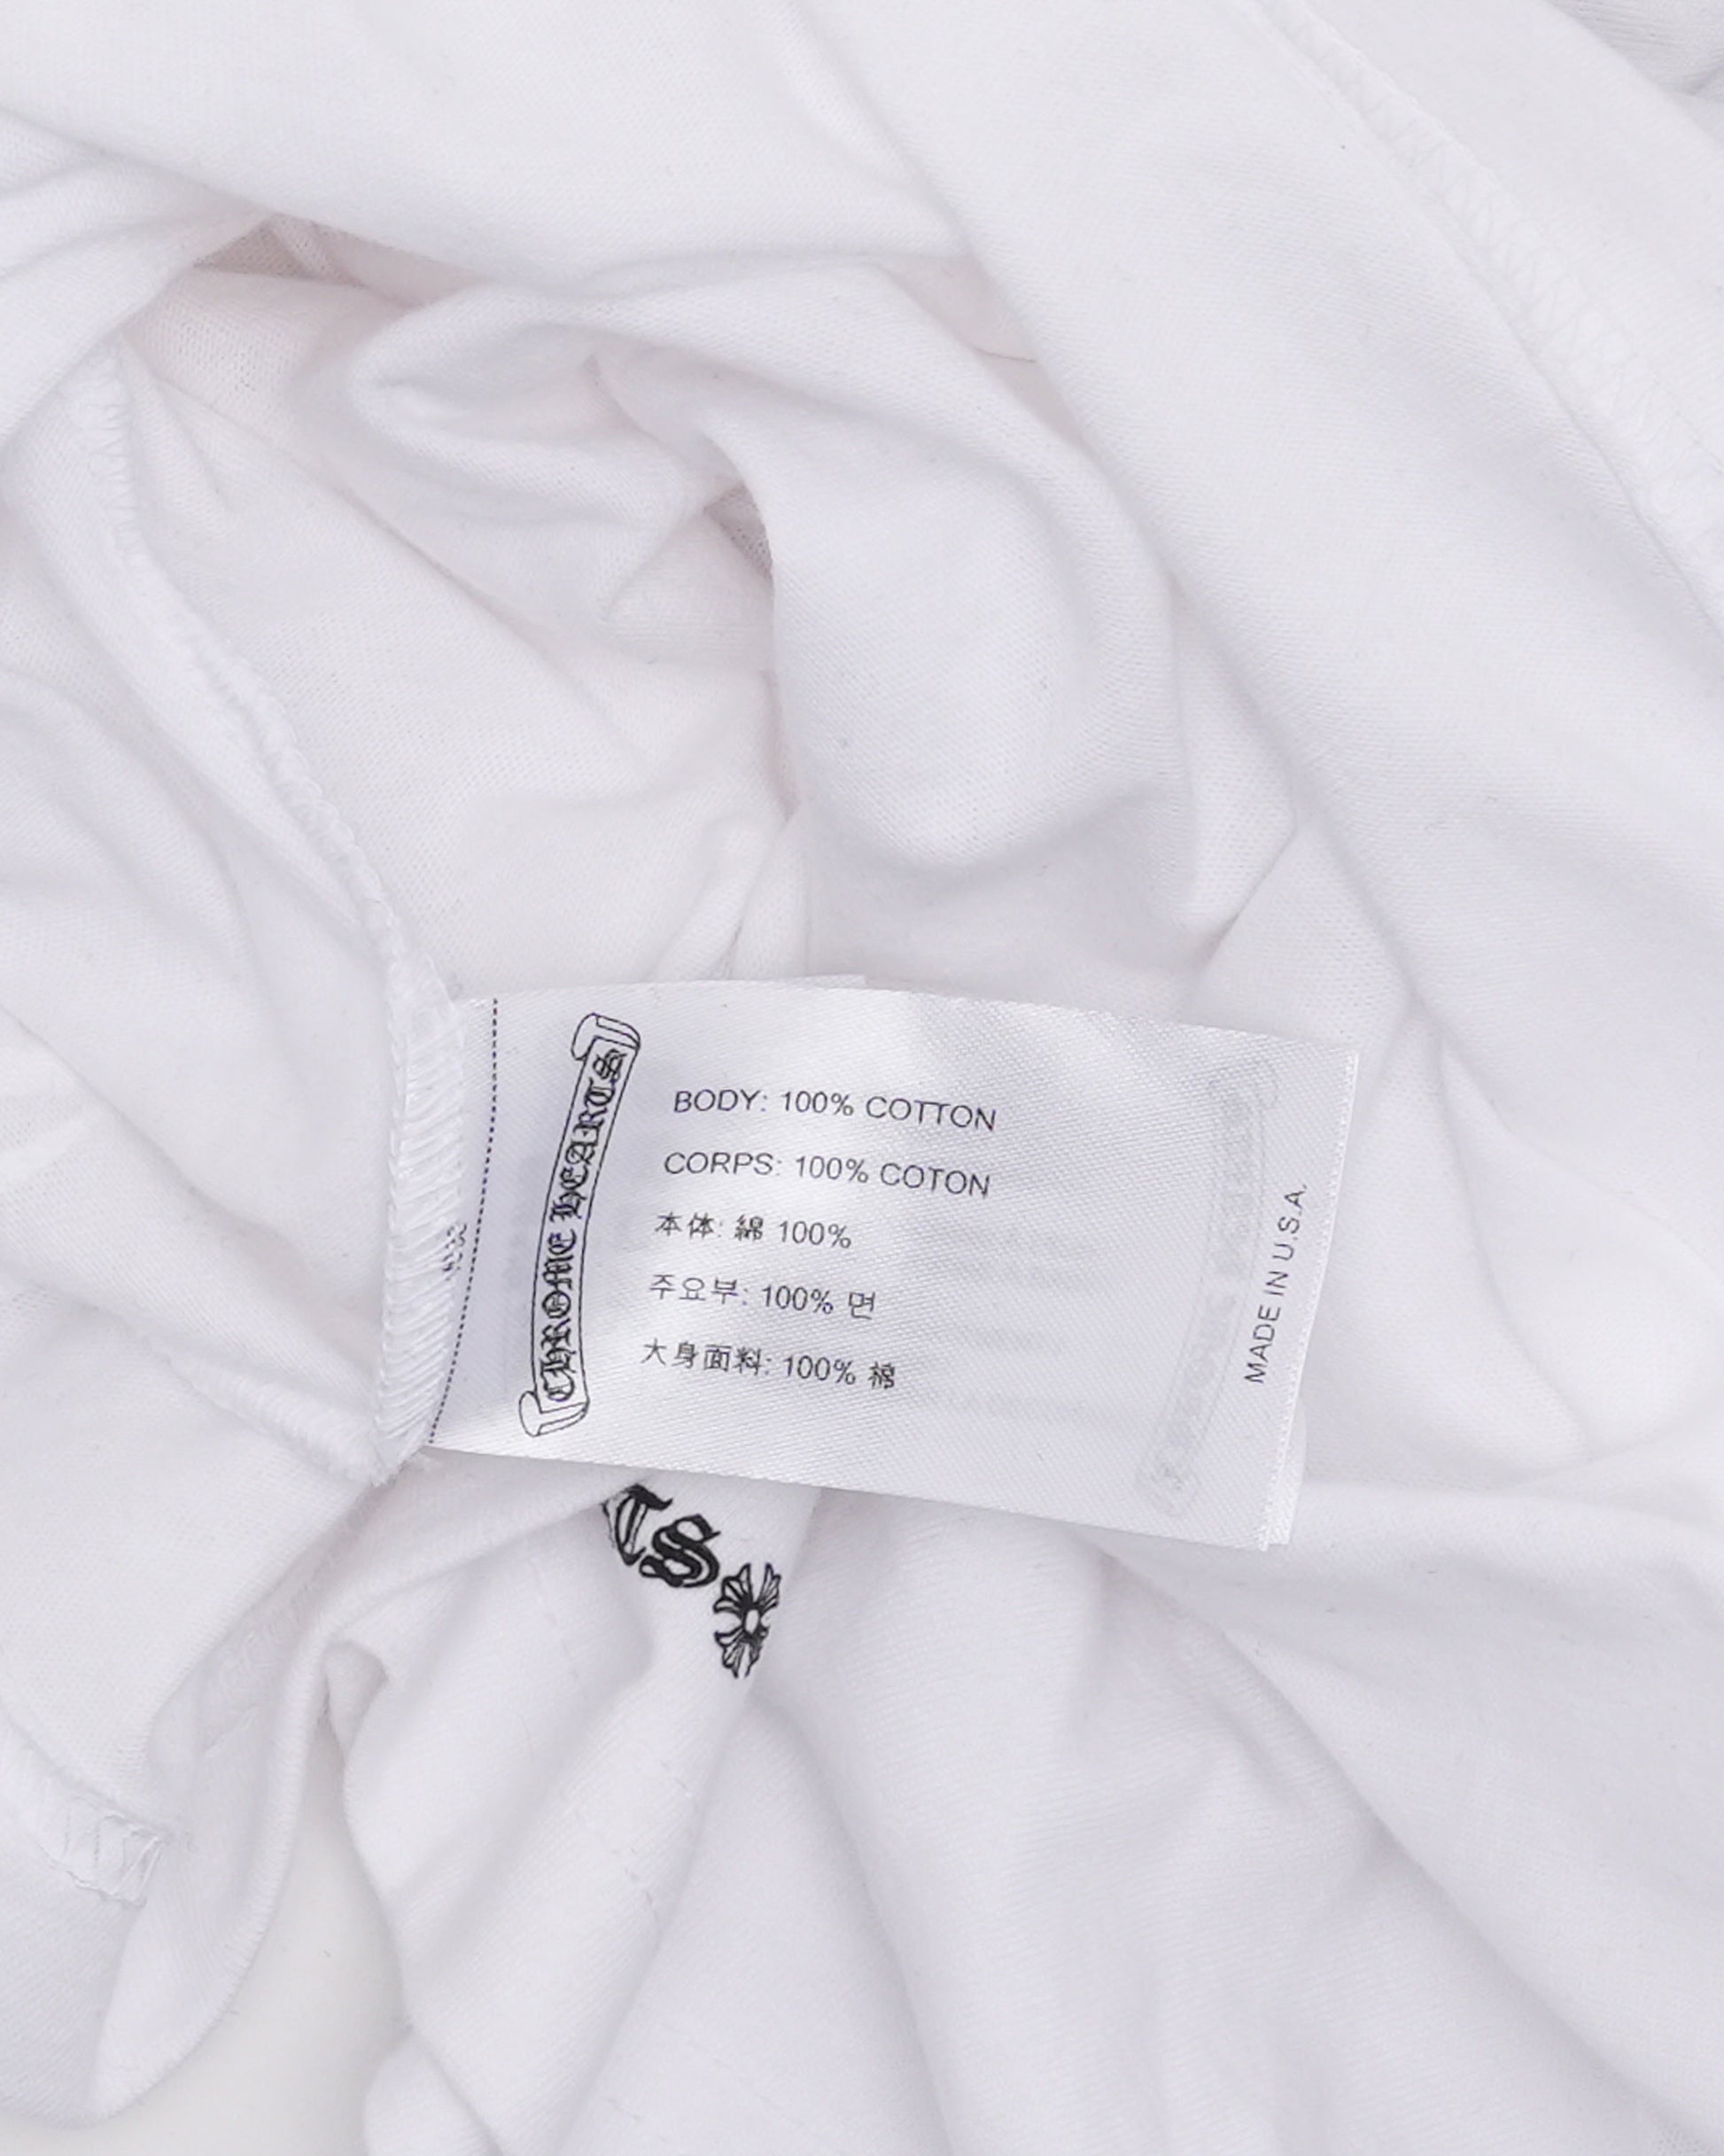 CHROME HEARTS
BODY: 100% COTTON
CORPS: 100% COTON
本体: 綿 100%
주요부: 100% 면
大身面料: 100% 棉
MADE IN U.S.A.
TS